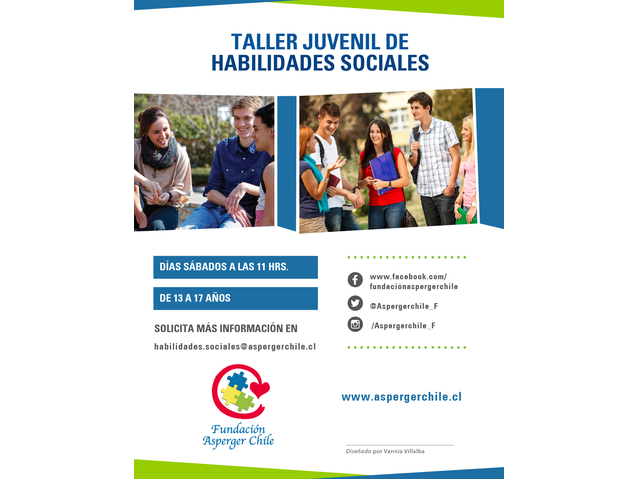 TALLER JUVENIL DE
HABILIDADES SOCIALES
DÍAS SÁBADOS A LAS 11 HRS.
DE 13 A 17 AÑOS
SOLICITA MÁS INFORMACIÓN EN
habilidades.sociales@aspergerchile.cl
Fundación
Asperger Chile
www.facebook.com/
fundaciónaspergerchile
@Aspergerchile_F
/Aspergerchile_F
www.aspergerchile.cl
Diseñado por Vannia Villalba